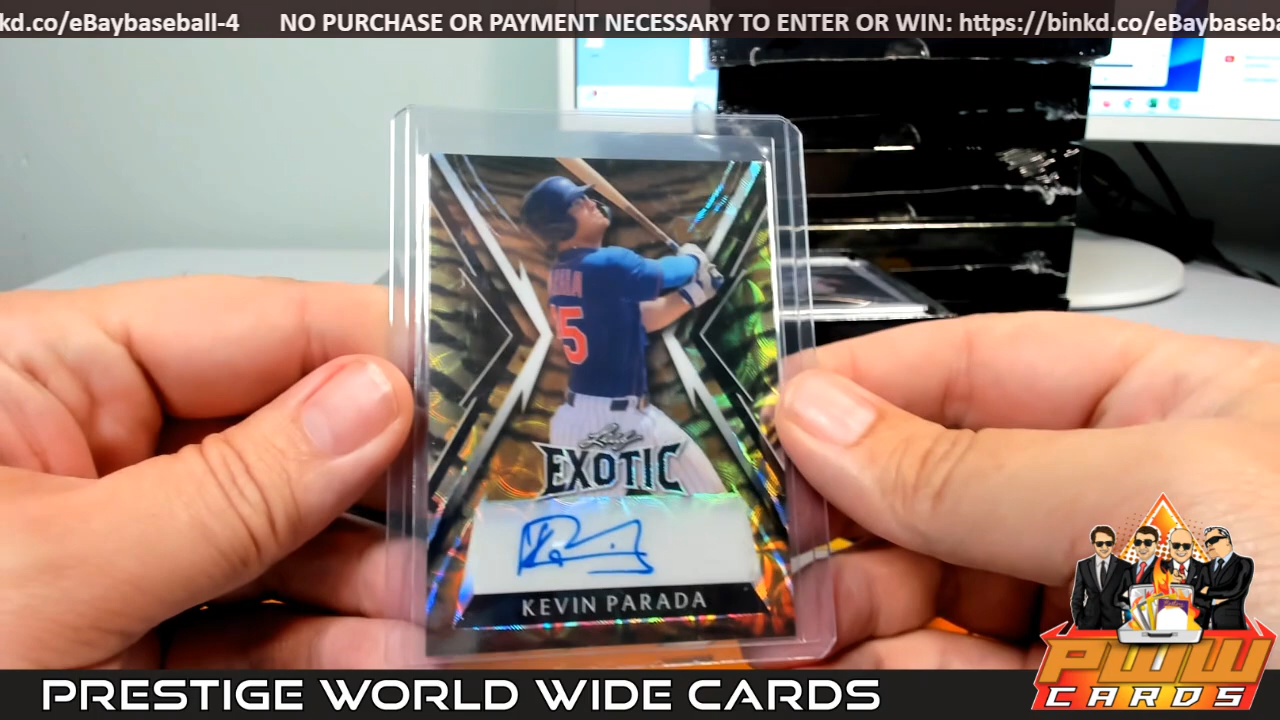 kd.co/eBaybaseball-4 NO PURCHASE OR PAYMENT NECESSARY TO ENTER OR WIN: https://binkd.co/eBaybaseba
5
Leaf
EXOTIC
KEVIN PARADA
PWW
CARDS
PRESTIGE WORLD WIDE CARDS